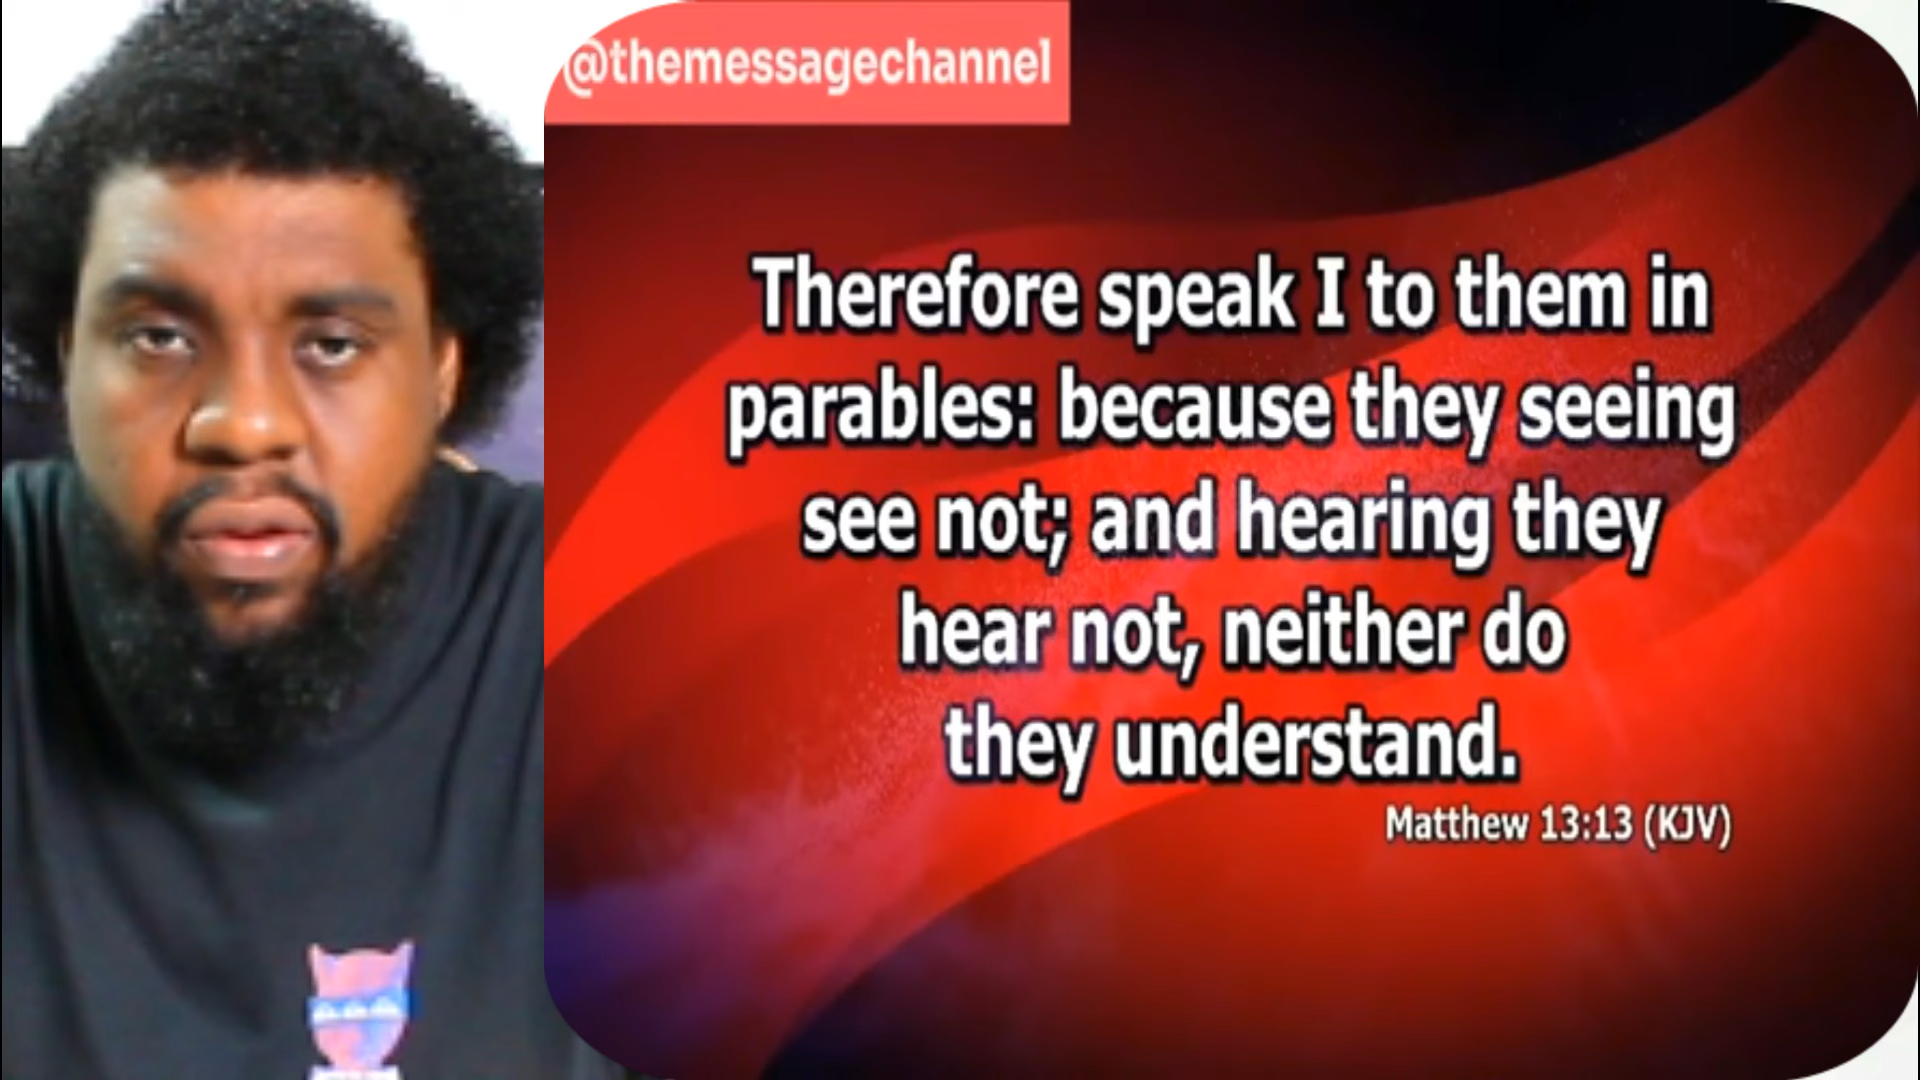 @themessagechannel
Therefore speak I to them in
parables: because they seeing
see not; and hearing they
hear not, neither do
they understand.
Matthew 13:13 (KJV)